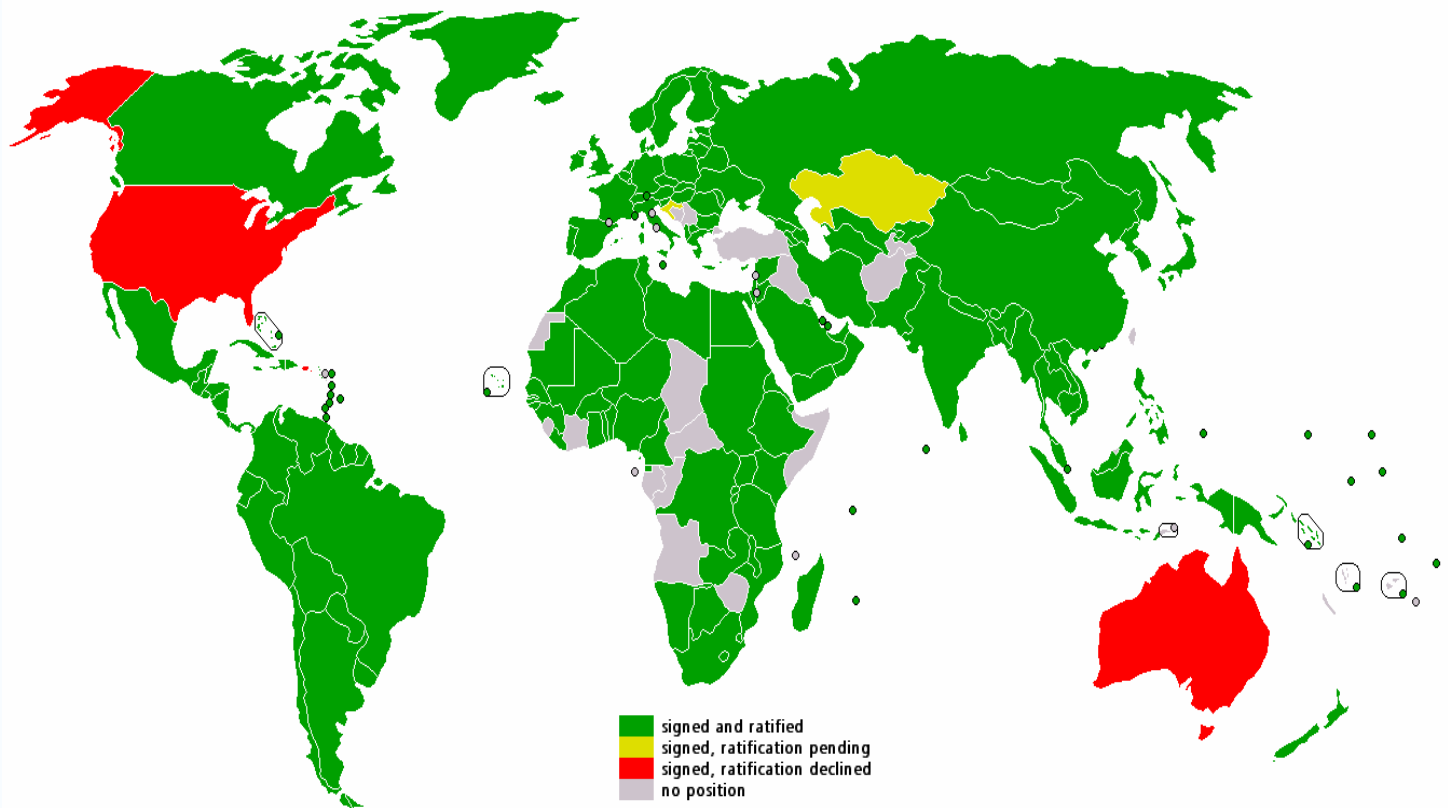 signed and ratified
signed, ratification pending
signed, ratification declined
no position